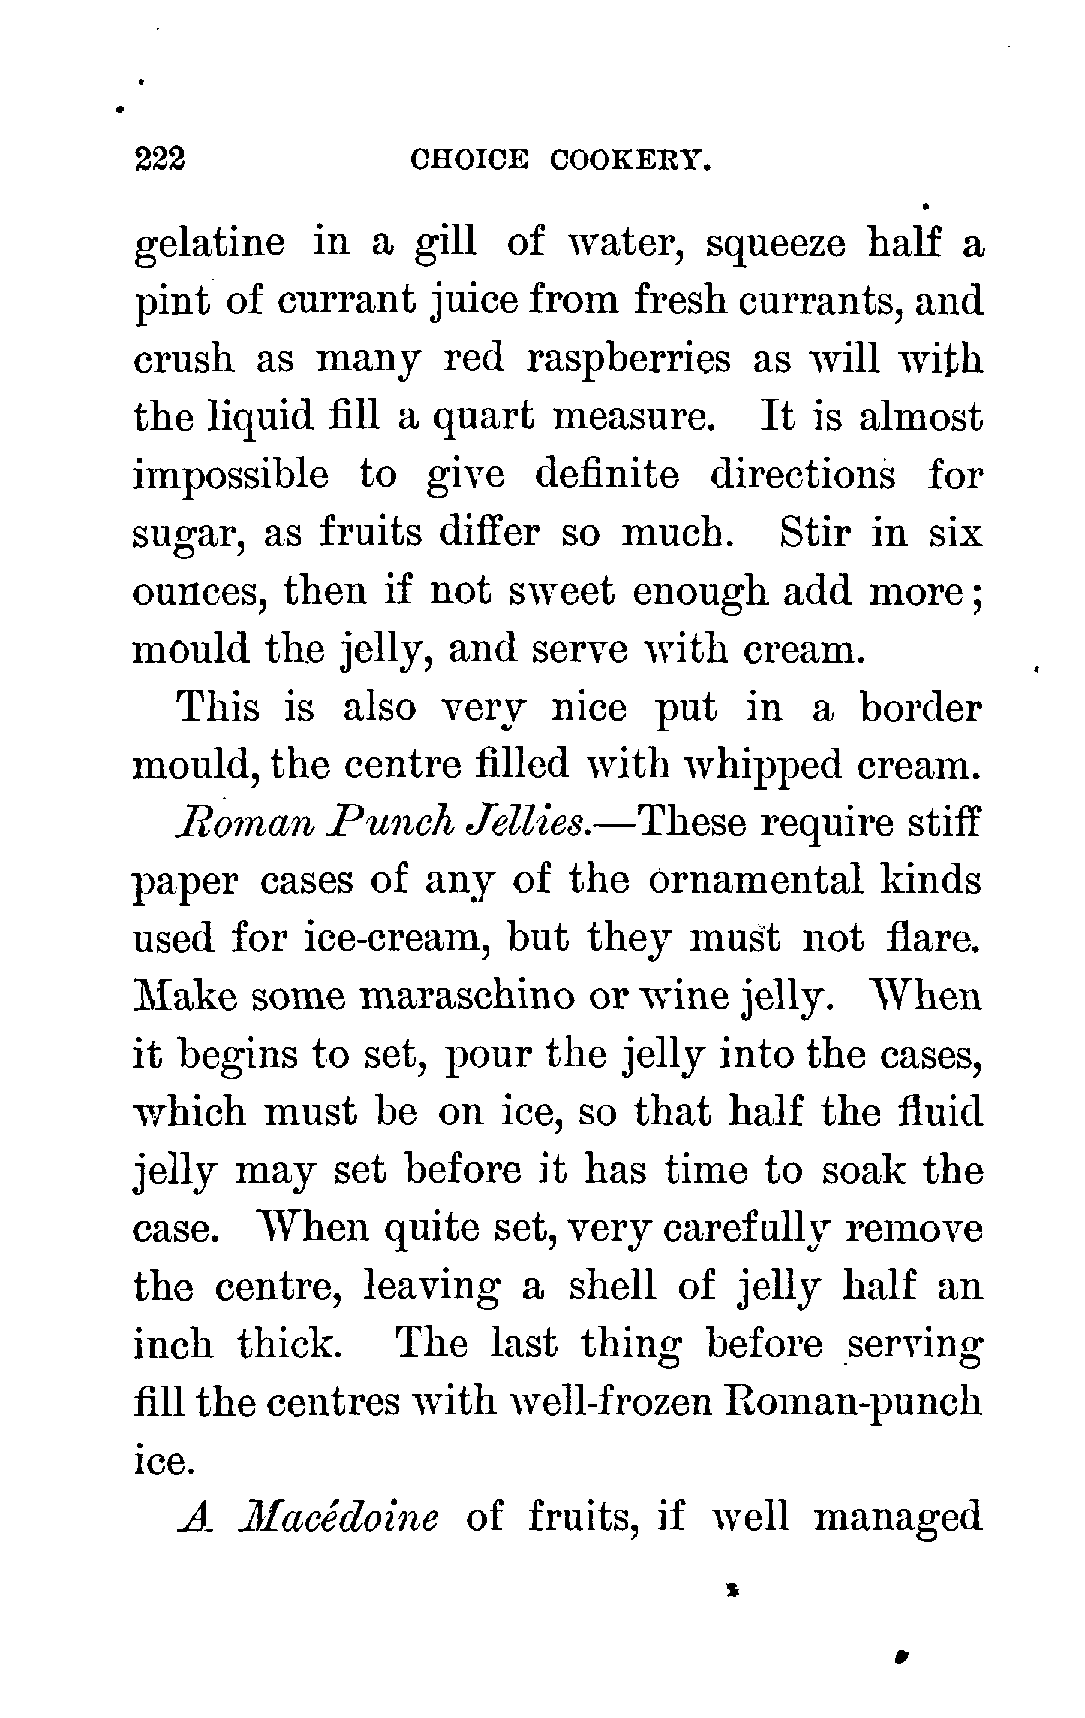 222 CHOICE COOKERY.
gelatine in a gill of water, squeeze half a
pint of currant juice from fresh currants, and
crush as many red raspberries as will with
the liquid fill a quart measure. It is almost
impossible to give definite directions for
sugar, as fruits differ so much. Stir in six
ounces, then if not sweet enough add more;
mould the jelly, and serve with cream.
This is also very nice put in a border
mould, the centre filled with whipped cream.
Roman Punch Jellies.—These require stiff
paper cases of any of the ornamental kinds
used for ice-cream, but they must not flare.
Make some maraschino or wine jelly. When
it begins to set, pour the jelly into the cases,
which must be on ice, so that half the fluid
jelly may set before it has time to soak the
case. When quite set, very carefully remove
the centre, leaving a shell of jelly half an
inch thick. The last thing before serving
fill the centres with well-frozen Roman-punch
ice.
A Macédoine of fruits, if well managed